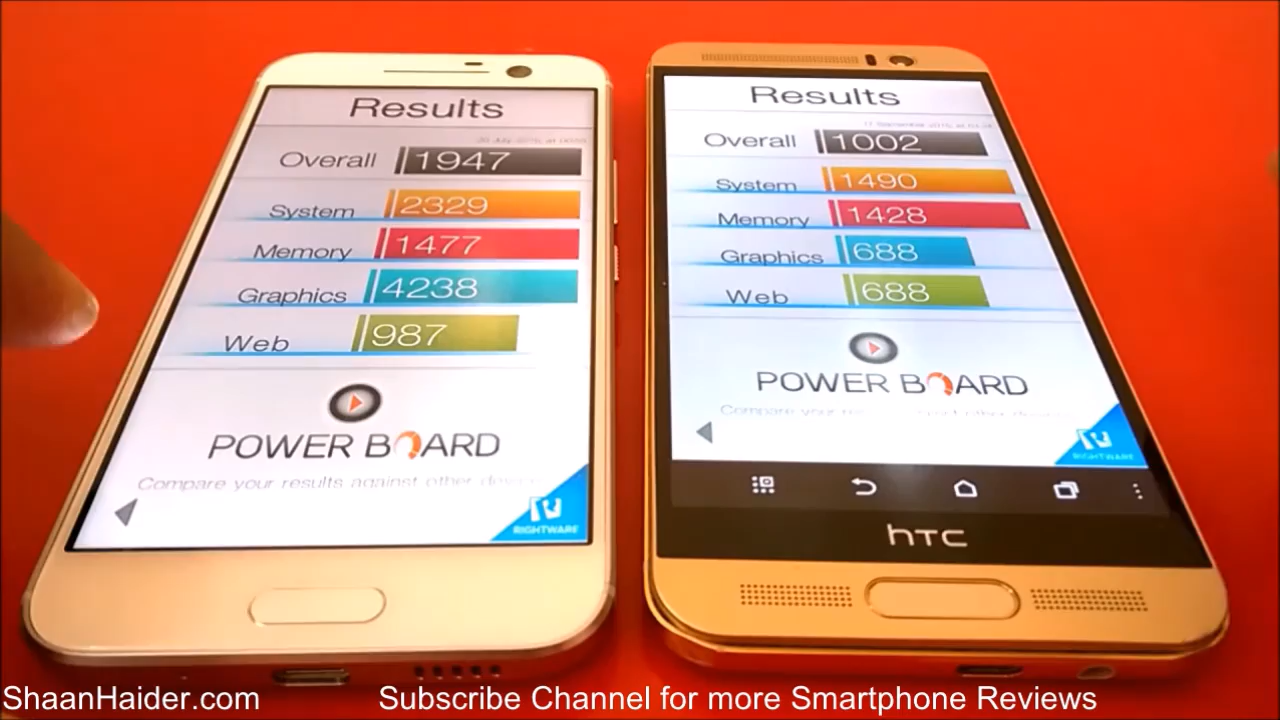 Results
Overall 1947
System 2329
Memory 1477
Graphics 4238
Web 987
POWER BOARD
Compare your results against other
RIGHTWARE
Results
Overall 1002
System 1490
Memory 1428
Graphics 688
Web 688
POWER BOARD
Compare your
RIGHTWARE
hTC
ShaanHaider.com
Subscribe Channel for more Smartphone Reviews